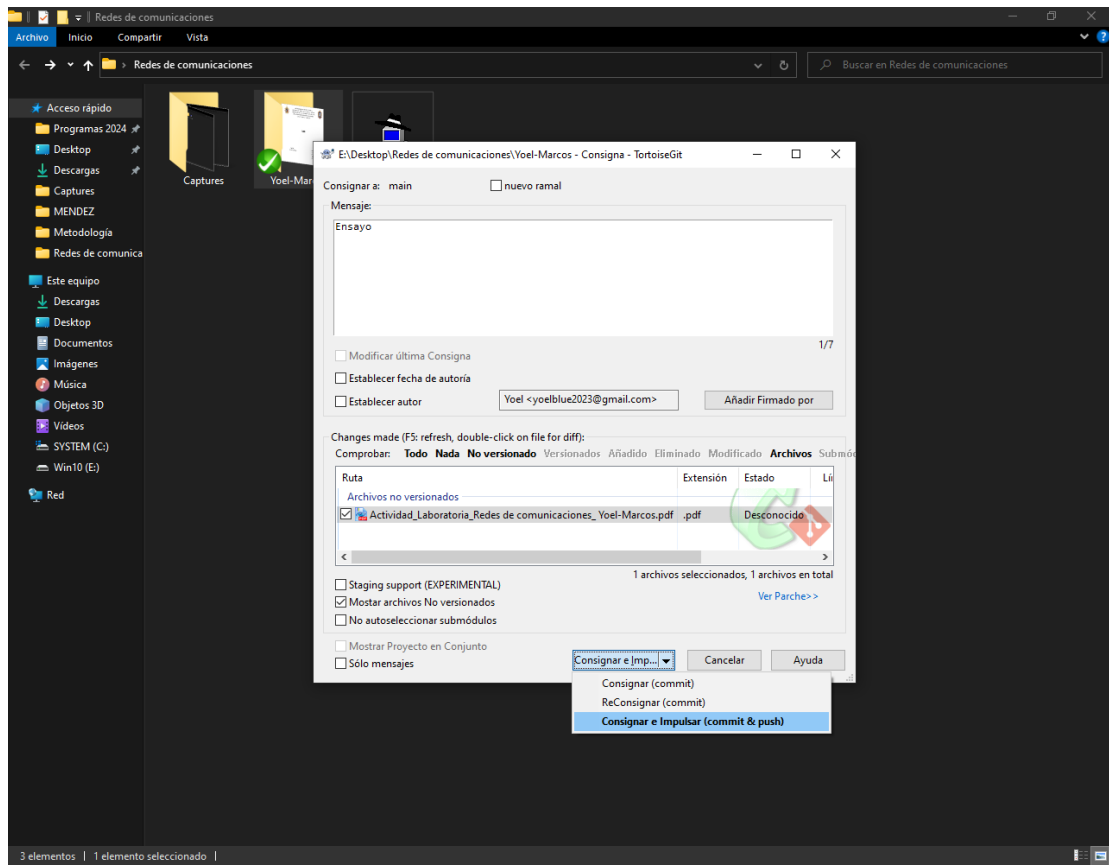 Redes de comunicaciones
Archivo Inicio Compartir Vista
Redes de comunicaciones
Buscar en Redes de comunicaciones
Acceso rápido
Programas 2024
Desktop
Descargas
Captures
MENDEZ
Metodología
Redes de comunica
Este equipo
Descargas
Desktop
Documentos
Imágenes
Música
Objetos 3D
Vídeos
SYSTEM (C:)
Win10 (E:)
Red
Captures
Yoel-Mar
E:\Desktop\Redes de comunicaciones\Yoel-Marcos - Consigna - TortoiseGit
Consignar a: main
nuevo ramal
Mensaje:
Ensayo
1/7
Modificar última Consigna
Establecer fecha de autoría
Establecer autor
Yoel <yoelblue2023@gmail.com>
Añadir Firmado por
Changes made (F5: refresh, double-click on file for diff):
Comprobar: Todo Nada No versionado Versionados Añadido Eliminado Modificado Archivos Submód
Ruta Extensión Estado Lín
Archivos no versionados
Actividad_Laboratoria_Redes de comunicaciones_ Yoel-Marcos.pdf .pdf Desconocido
1 archivos seleccionados, 1 archivos en total
Ver Parche>>
Staging support (EXPERIMENTAL)
Mostar archivos No versionados
No autoseleccionar submódulos
Mostrar Proyecto en Conjunto
Sólo mensajes
Consignar e Imp...
Cancelar
Ayuda
Consignar (commit)
ReConsignar (commit)
Consignar e Impulsar (commit & push)
3 elementos
1 elemento seleccionado